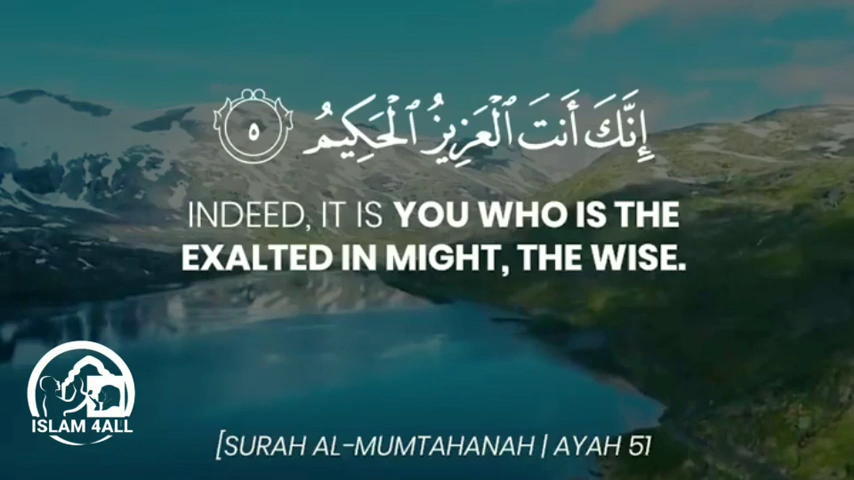 إِنَّكَ أَنتَ ٱلْعَزِيزُ ٱلْحَكِيمُ ٥
INDEED, IT IS YOU WHO IS THE
EXALTED IN MIGHT, THE WISE.
ISLAM 4ALL
[SURAH AL-MUMTAHANAH | AYAH 51